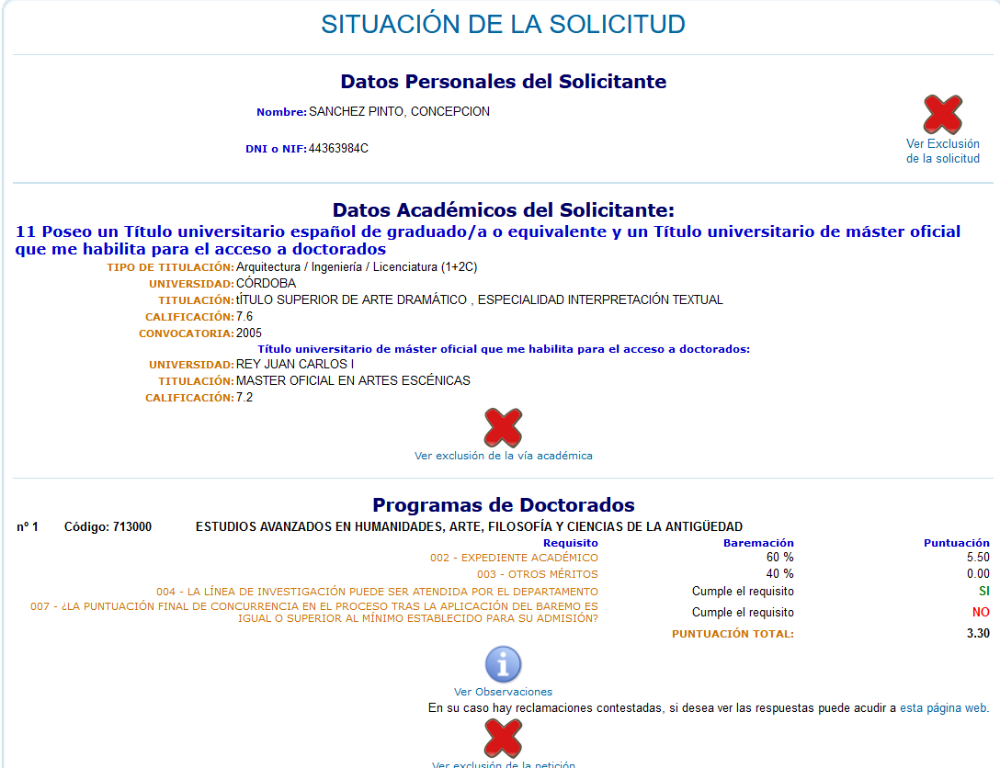 SITUACIÓN DE LA SOLICITUD
Datos Personales del Solicitante
Nombre: SANCHEZ PINTO, CONCEPCION
DNI o NIF: 44363984C
Ver Exclusión
de la solicitud
Datos Académicos del Solicitante:
11 Poseo un Título universitario español de graduado/a o equivalente y un Título universitario de máster oficial
que me habilita para el acceso a doctorados
TIPO DE TITULACIÓN: Arquitectura / Ingeniería / Licenciatura (1+2C)
UNIVERSIDAD: CÓRDOBA
TITULACIÓN: tÍTULO SUPERIOR DE ARTE DRAMÁTICO , ESPECIALIDAD INTERPRETACIÓN TEXTUAL
CALIFICACIÓN: 7.6
CONVOCATORIA: 2005
Título universitario de máster oficial que me habilita para el acceso a doctorados:
UNIVERSIDAD: REY JUAN CARLOS I
TITULACIÓN: MASTER OFICIAL EN ARTES ESCÉNICAS
CALIFICACIÓN: 7.2
Ver exclusión de la vía académica
Programas de Doctorados
nº 1 Código: 713000 ESTUDIOS AVANZADOS EN HUMANIDADES, ARTE, FILOSOFÍA Y CIENCIAS DE LA ANTIGÜEDAD
Requisito Baremación Puntuación
002 - EXPEDIENTE ACADÉMICO 60 % 5.50
003 - OTROS MÉRITOS 40 % 0.00
004 - LA LÍNEA DE INVESTIGACIÓN PUEDE SER ATENDIDA POR EL DEPARTAMENTO Cumple el requisito SI
007 - ¿LA PUNTUACIÓN FINAL DE CONCURRENCIA EN EL PROCESO TRAS LA APLICACIÓN DEL BAREMO ES
IGUAL O SUPERIOR AL MÍNIMO ESTABLECIDO PARA SU ADMISIÓN? Cumple el requisito NO
PUNTUACIÓN TOTAL: 3.30
Ver Observaciones
En su caso hay reclamaciones contestadas, si desea ver las respuestas puede acudir a esta página web.
Ver exclusión de la petición